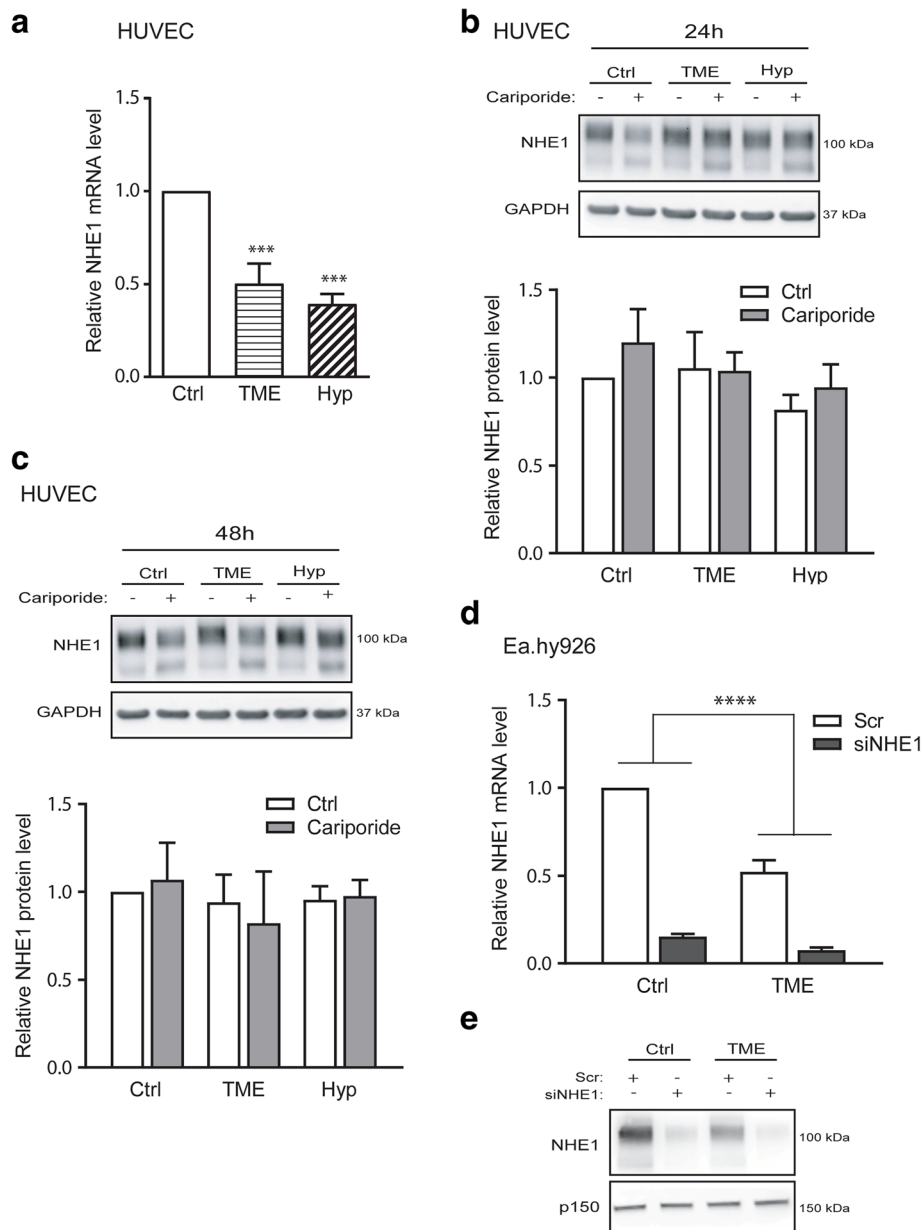 a
HUVEC
Relative NHE1 mRNA level
1.5
1.0
0.5
0.0
***
***
Ctrl TME Hyp
b
HUVEC 24h
Ctrl TME Hyp
Cariporide: - + - + - +
NHE1 100 kDa
GAPDH 37 kDa
Relative NHE1 protein level
1.5
1.0
0.5
0.0
Ctrl
Cariporide
Ctrl TME Hyp
c
HUVEC
48h
Ctrl TME Hyp
Cariporide: - + - + - +
NHE1 100 kDa
GAPDH 37 kDa
Relative NHE1 protein level
1.5
1.0
0.5
0.0
Ctrl
Cariporide
Ctrl TME Hyp
d
Ea.hy926
Relative NHE1 mRNA level
1.5
1.0
0.5
0.0
****
Scr
siNHE1
Ctrl TME
e
Ctrl TME
Scr: + - + -
siNHE1: - + - +
NHE1 100 kDa
p150 150 kDa